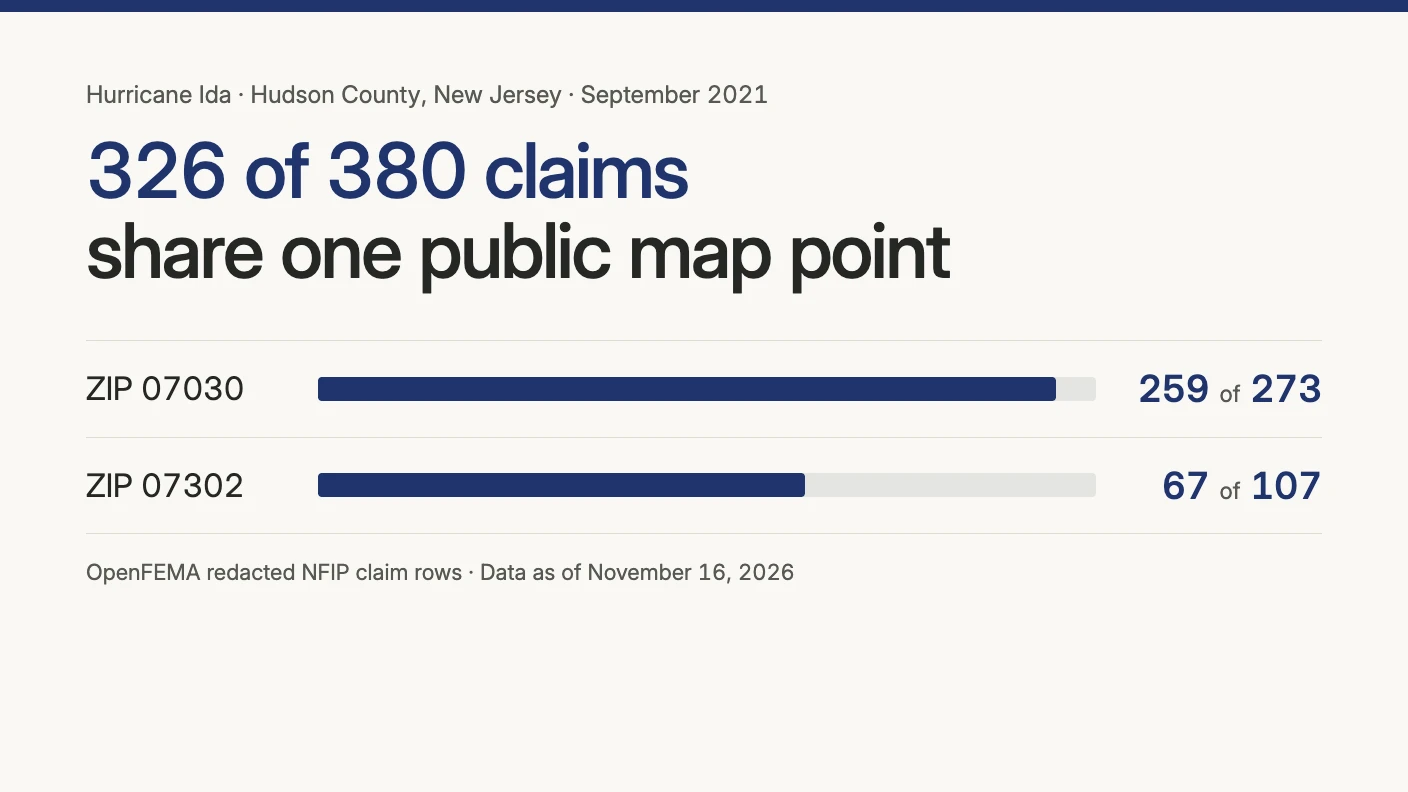 Hurricane Ida · Hudson County, New Jersey · September 2021
326 of 380 claims
share one public map point
ZIP 07030 259 of 273
ZIP 07302 67 of 107
OpenFEMA redacted NFIP claim rows · Data as of November 16, 2026